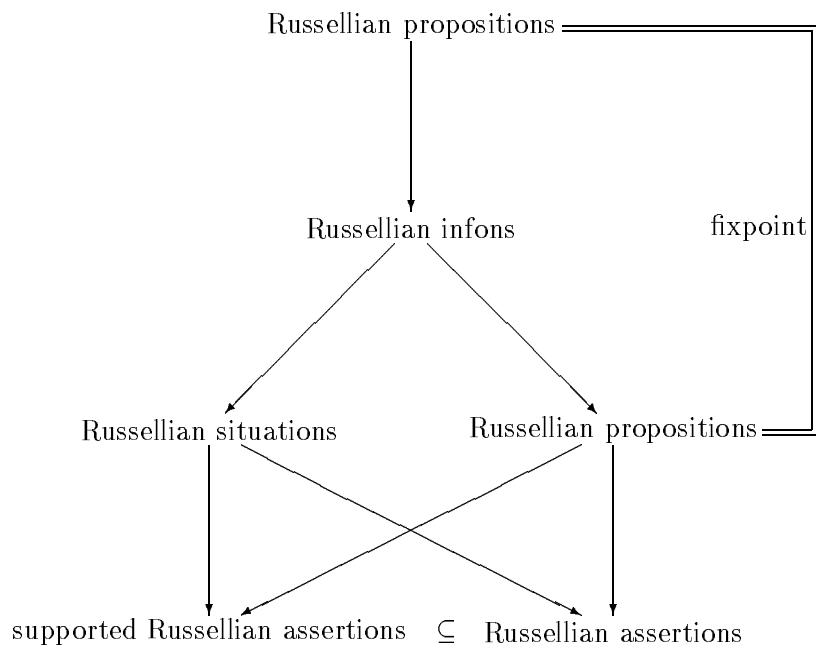 Russellian propositions
Russellian infons
fixpoint
Russellian situations
Russellian propositions
supported Russellian assertions ⊆ Russellian assertions